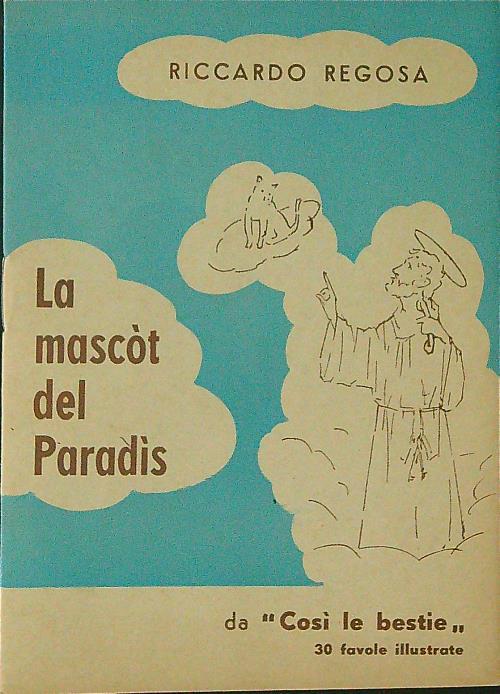 RICCARDO REGOSA
La
mascòt
del
Paradìs
da "Così le bestie„
30 favole illustrate